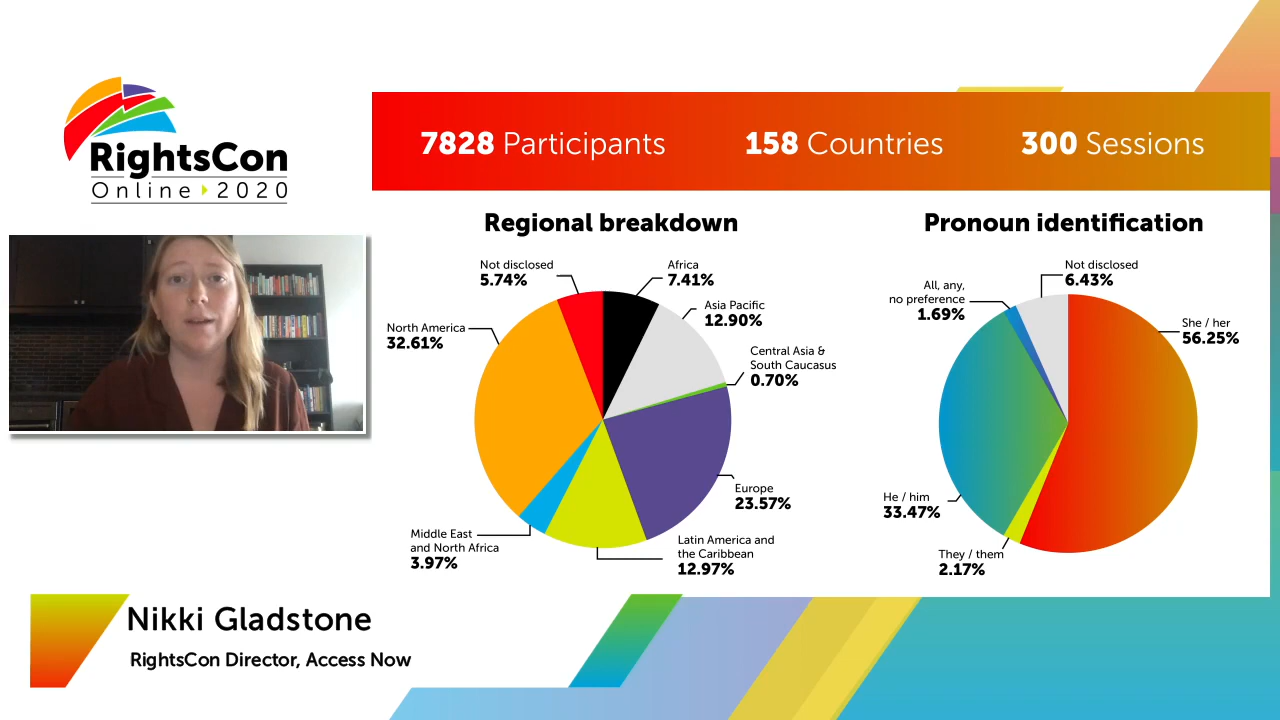 RightsCon
Online 2020
7828 Participants
158 Countries
300 Sessions
Regional breakdown
Not disclosed
5.74%
Africa
7.41%
Asia Pacific
12.90%
Central Asia &
South Caucasus
0.70%
North America
32.61%
Europe
23.57%
Middle East
and North Africa
3.97%
Latin America and
the Caribbean
12.97%
Pronoun identification
Not disclosed
6.43%
All, any,
no preference
1.69%
She / her
56.25%
He / him
33.47%
They / them
2.17%
Nikki Gladstone
RightsCon Director, Access Now